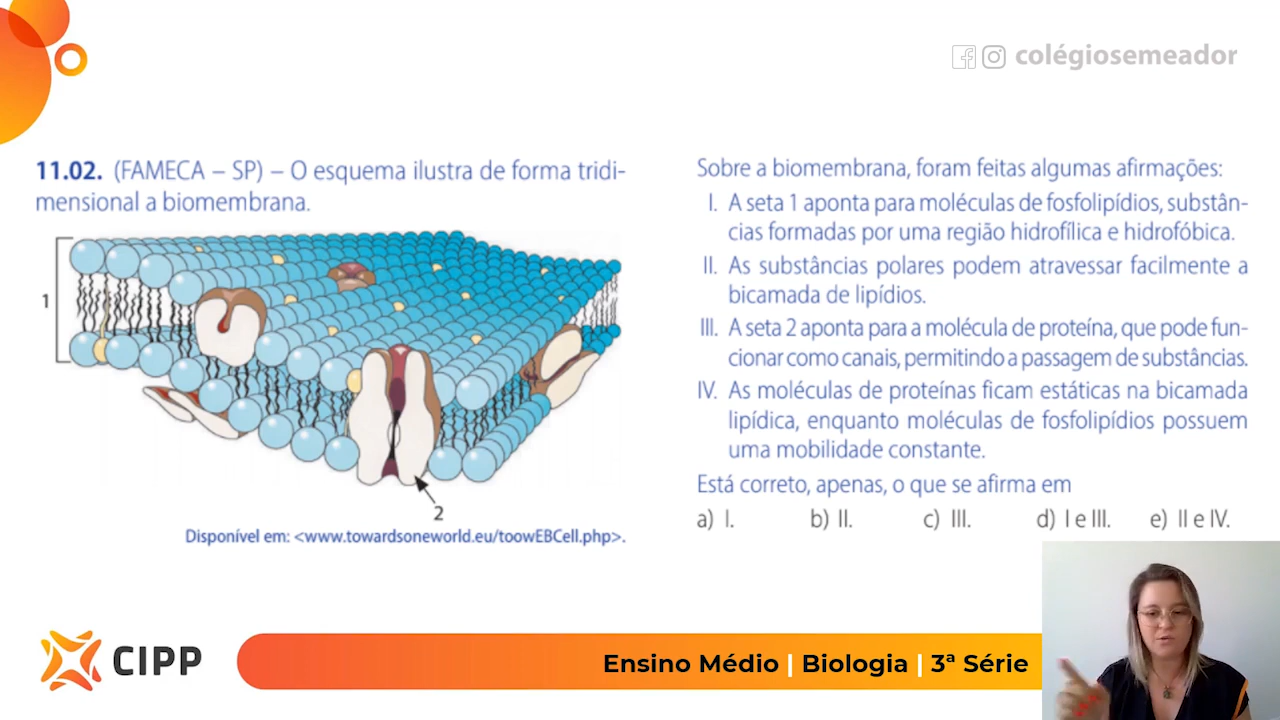 colégiosemeador
11.02. (FAMECA – SP) – O esquema ilustra de forma tridi-
mensional a biomembrana.
1
2
Disponível em: <www.towardsoneworld.eu/toowEBCell.php>.
Sobre a biomembrana, foram feitas algumas afirmações:
I. A seta 1 aponta para moléculas de fosfolipídios, substân-
cias formadas por uma região hidrofílica e hidrofóbica.
II. As substâncias polares podem atravessar facilmente a
bicamada de lipídios.
III. A seta 2 aponta para a molécula de proteína, que pode fun-
cionar como canais, permitindo a passagem de substâncias.
IV. As moléculas de proteínas ficam estáticas na bicamada
lipídica, enquanto moléculas de fosfolipídios possuem
uma mobilidade constante.
Está correto, apenas, o que se afirma em
a) I. b) II. c) III. d) I e III. e) II e IV.
CIPP
Ensino Médio | Biologia | 3ª Série